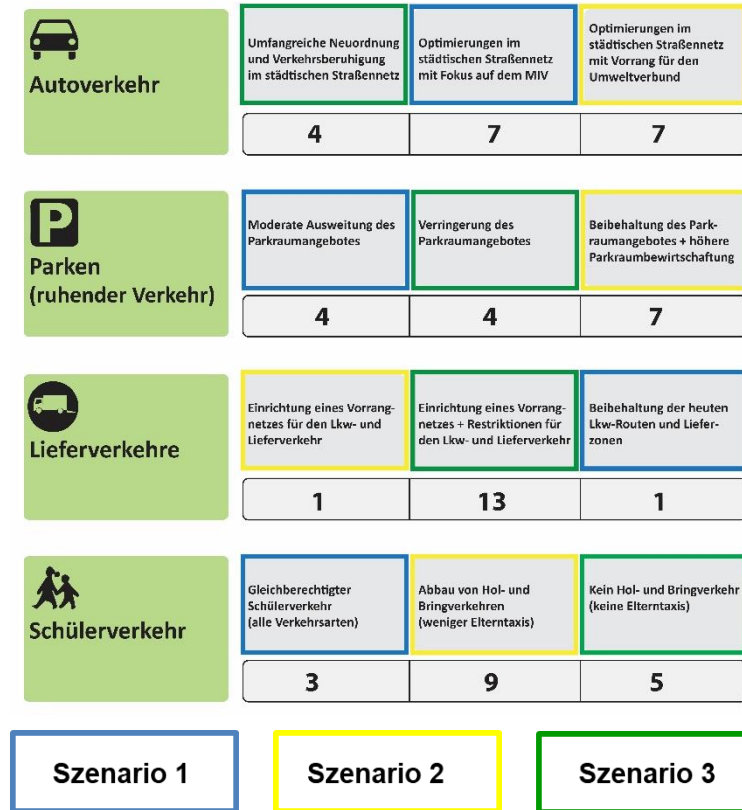 Autoverkehr
Umfangreiche Neuordnung
und Verkehrsberuhigung
im städtischen Straßennetz
Optimierungen im
städtischen Straßennetz
mit Fokus auf dem MIV
Optimierungen im
städtischen Straßennetz
mit Vorrang für den
Umweltverbund
4
7
7
P
Parken
(ruhender Verkehr)
Moderate Ausweitung des
Parkraumangebotes
Verringerung des
Parkraumangebotes
Beibehaltung des Park-
raumangebotes + höhere
Parkraumbewirtschaftung
4
4
7
Lieferverkehre
Einrichtung eines Vorrang-
netzes für den Lkw- und
Lieferverkehr
Einrichtung eines Vorrang-
netzes + Restriktionen für
den Lkw- und Lieferverkehr
Beibehaltung der heuten
Lkw-Routen und Liefer-
zonen
1
13
1
Schülerverkehr
Gleichberechtigter
Schülerverkehr
(alle Verkehrsarten)
Abbau von Hol- und
Bringverkehren
(weniger Elterntaxis)
Kein Hol- und Bringverkehr
(keine Elterntaxis)
3
9
5
Szenario 1
Szenario 2
Szenario 3